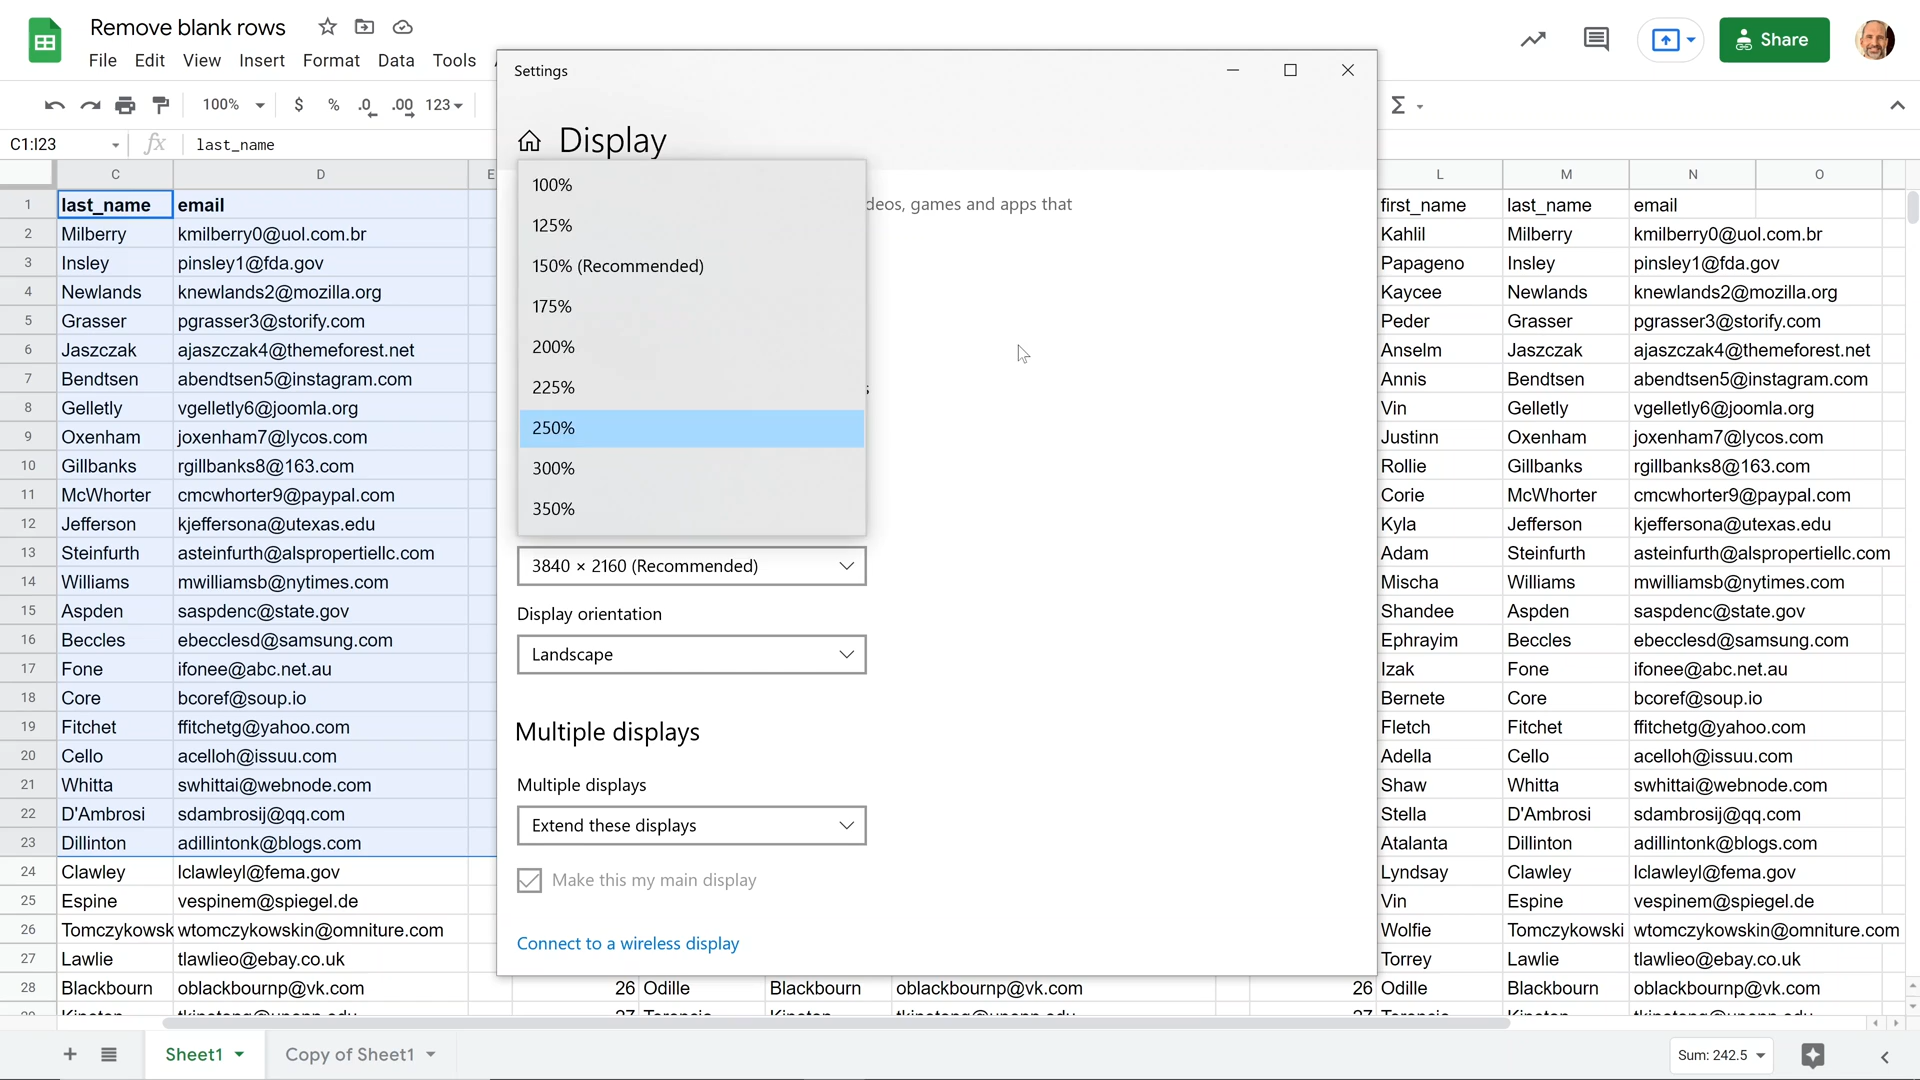 Remove blank rows
File Edit View Insert Format Data Tools
Share
100% $ % .0 .00 123
Σ
C1:I23 fx last_name
C D E
L M N O
1 last_name email
2 Milberry kmilberry0@uol.com.br
3 Insley pinsley1@fda.gov
4 Newlands knewlands2@mozilla.org
5 Grasser pgrasser3@storify.com
6 Jaszczak ajaszczak4@themeforest.net
7 Bendtsen abendtsen5@instagram.com
8 Gelletly vgelletly6@joomla.org
9 Oxenham joxenham7@lycos.com
10 Gillbanks rgillbanks8@163.com
11 McWhorter cmcwhorter9@paypal.com
12 Jefferson kjeffersona@utexas.edu
13 Steinfurth asteinfurth@alspropertiellc.com
14 Williams mwilliamsb@nytimes.com
15 Aspden saspdenc@state.gov
16 Beccles ebecclesd@samsung.com
17 Fone ifonee@abc.net.au
18 Core bcoref@soup.io
19 Fitchet ffitchetg@yahoo.com
20 Cello acelloh@issuu.com
21 Whitta swhittai@webnode.com
22 D'Ambrosi sdambrosij@qq.com
23 Dillinton adillintonk@blogs.com
24 Clawley lclawleyl@fema.gov
25 Espine vespinem@spiegel.de
26 Tomczykowsk wtomczykowskin@omniture.com
27 Lawlie tlawlieo@ebay.co.uk
28 Blackbourn oblackbournp@vk.com
Settings
Display
deos, games and apps that
100%
125%
150% (Recommended)
175%
200%
225%
250%
300%
350%
3840 × 2160 (Recommended)
Display orientation
Landscape
Multiple displays
Multiple displays
Extend these displays
Make this my main display
Connect to a wireless display
26 Odille Blackbourn oblackbournp@vk.com
first_name last_name email
Kahlil Milberry kmilberry0@uol.com.br
Papageno Insley pinsley1@fda.gov
Kaycee Newlands knewlands2@mozilla.org
Peder Grasser pgrasser3@storify.com
Anselm Jaszczak ajaszczak4@themeforest.net
Annis Bendtsen abendtsen5@instagram.com
Vin Gelletly vgelletly6@joomla.org
Justinn Oxenham joxenham7@lycos.com
Rollie Gillbanks rgillbanks8@163.com
Corie McWhorter cmcwhorter9@paypal.com
Kyla Jefferson kjeffersona@utexas.edu
Adam Steinfurth asteinfurth@alspropertiellc.com
Mischa Williams mwilliamsb@nytimes.com
Shandee Aspden saspdenc@state.gov
Ephrayim Beccles ebecclesd@samsung.com
Izak Fone ifonee@abc.net.au
Bernete Core bcoref@soup.io
Fletch Fitchet ffitchetg@yahoo.com
Adella Cello acelloh@issuu.com
Shaw Whitta swhittai@webnode.com
Stella D'Ambrosi sdambrosij@qq.com
Atalanta Dillinton adillintonk@blogs.com
Lyndsay Clawley lclawleyl@fema.gov
Vin Espine vespinem@spiegel.de
Wolfie Tomczykowski wtomczykowskin@omniture.com
Torrey Lawlie tlawlieo@ebay.co.uk
26 Odille Blackbourn oblackbournp@vk.com
Sheet1 Copy of Sheet1
Sum: 242.5